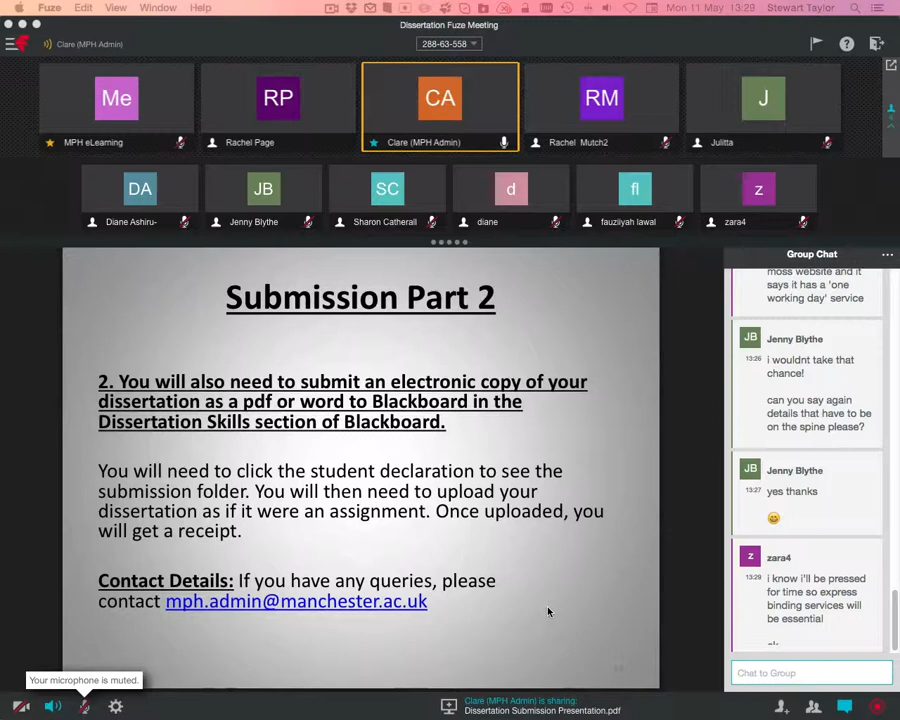 Fuze Edit View Window Help
Mon 11 May 13:29 Stewart Taylor
Dissertation Fuze Meeting
Clare (MPH Admin)
288-63-558
Me RP CA RM J
MPH eLearning Rachel Page Clare (MPH Admin) Rachel Mutch2 Julitta
DA JB SC d fl z
Diane Ashiru- Jenny Blythe Sharon Catherall diane fauziyah lawal zara4
Submission Part 2
2. You will also need to submit an electronic copy of your
dissertation as a pdf or word to Blackboard in the
Dissertation Skills section of Blackboard.
You will need to click the student declaration to see the
submission folder. You will then need to upload your
dissertation as if it were an assignment. Once uploaded, you
will get a receipt.
Contact Details: If you have any queries, please
contact mph.admin@manchester.ac.uk
Group Chat
moss website and it
says it has a 'one
working day' service
JB Jenny Blythe
13:26 i wouldnt take that
chance!
can you say again
details that have to be
on the spine please?
JB Jenny Blythe
13:27 yes thanks
z zara4
13:29 i know i'll be pressed
for time so express
binding services will
be essential
Chat to Group
Your microphone is muted.
Clare (MPH Admin) is sharing:
Dissertation Submission Presentation.pdf